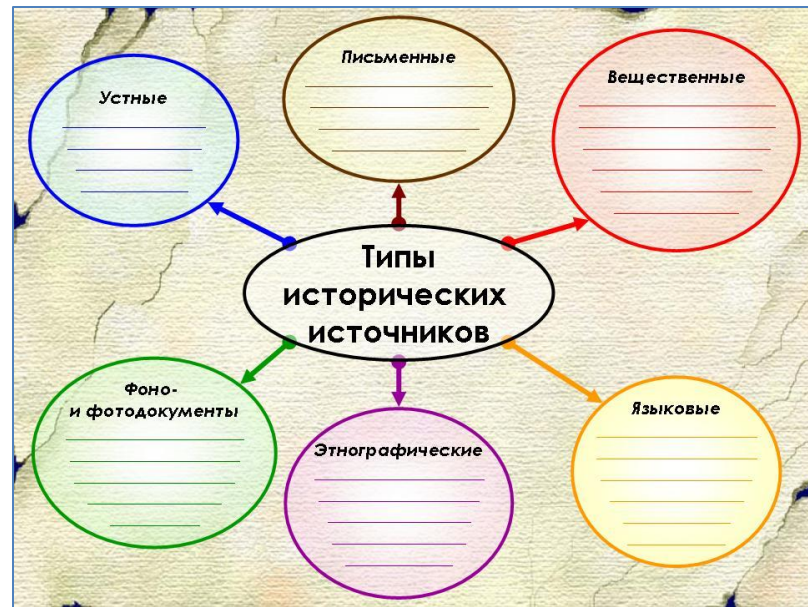 Устные
Письменные
Вещественные
Типы
исторических
источников
Фоно-
и фотодокументы
Этнографические
Языковые